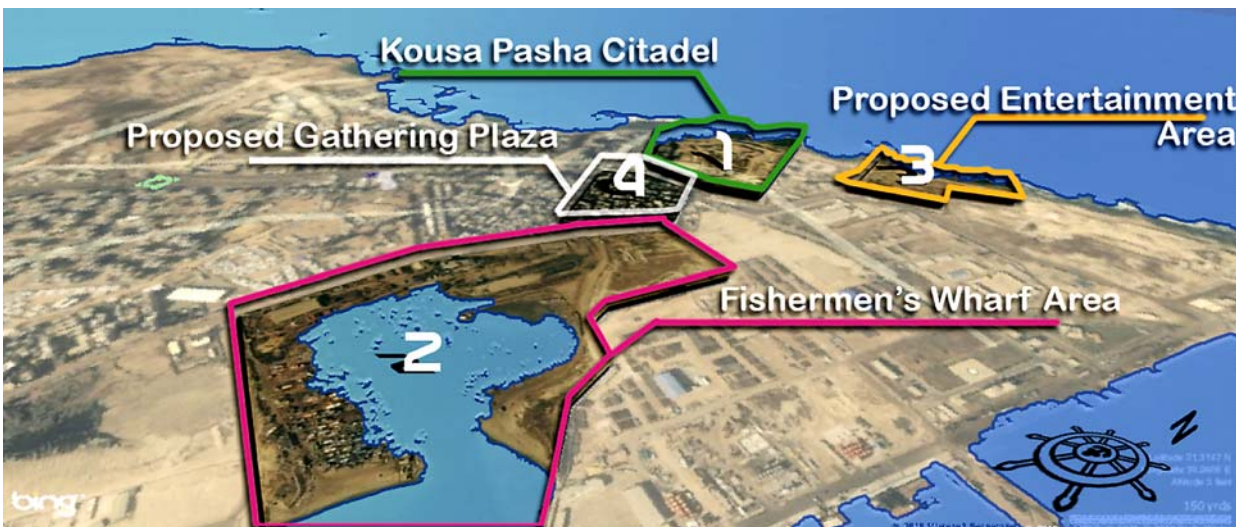 Kousa Pasha Citadel
Proposed Entertainment
Area
Proposed Gathering Plaza
1
3
4
Fishermen's Wharf Area
2
N
bing
150 yrds